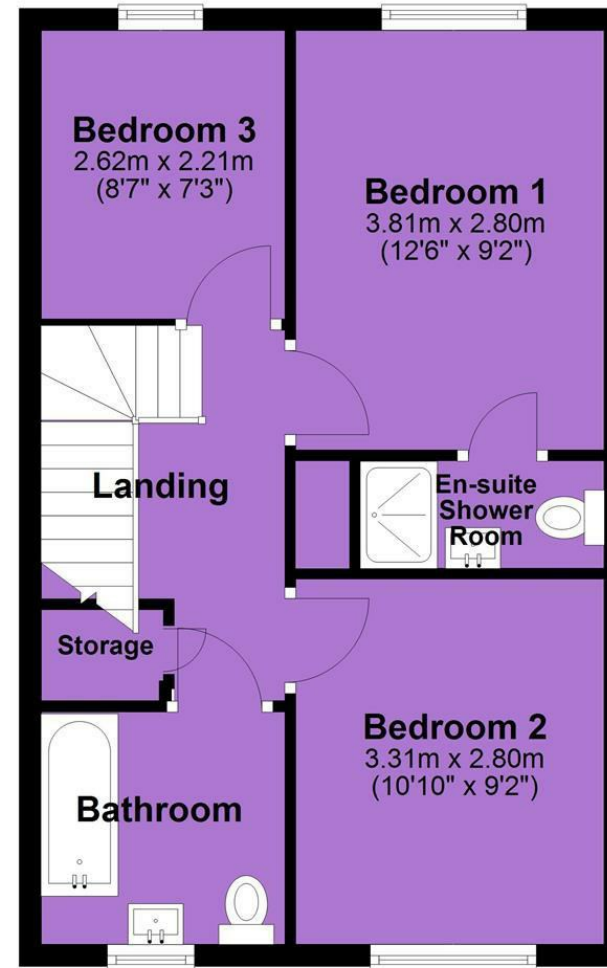 Bedroom 3
2.62m x 2.21m
(8'7" x 7'3")
Bedroom 1
3.81m x 2.80m
(12'6" x 9'2")
Landing
En-suite
Shower
Room
Storage
Bedroom 2
3.31m x 2.80m
(10'10" x 9'2")
Bathroom